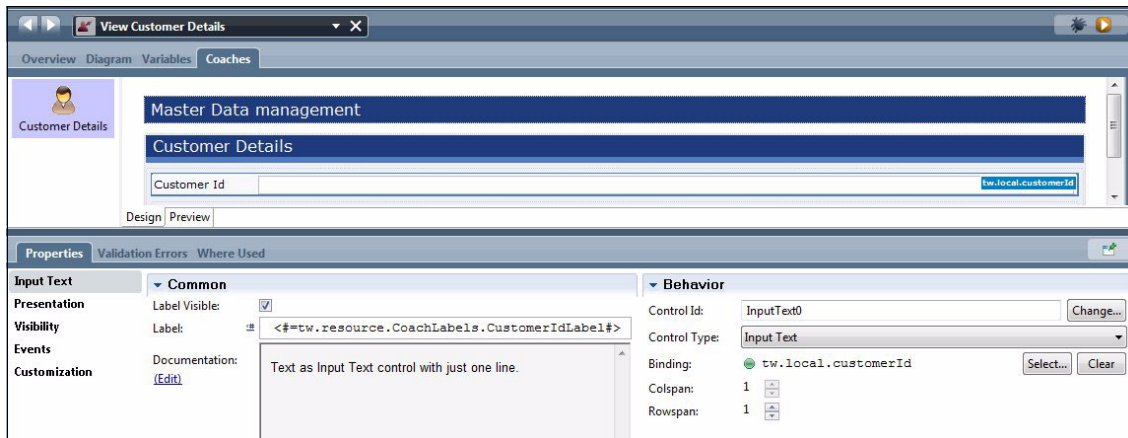 View Customer Details
Overview Diagram Variables Coaches
Customer Details
Master Data management
Customer Details
Customer Id
tw.local.customerId
Design Preview
Properties Validation Errors Where Used
Input Text
Presentation
Visibility
Events
Customization
Common
Label Visible:
Label: <#=tw.resource.CoachLabels.CustomerIdLabel#>
Documentation:
(Edit)
Text as Input Text control with just one line.
Behavior
Control Id: InputText0 Change...
Control Type: Input Text
Binding: tw.local.customerId Select... Clear
Colspan: 1
Rowspan: 1